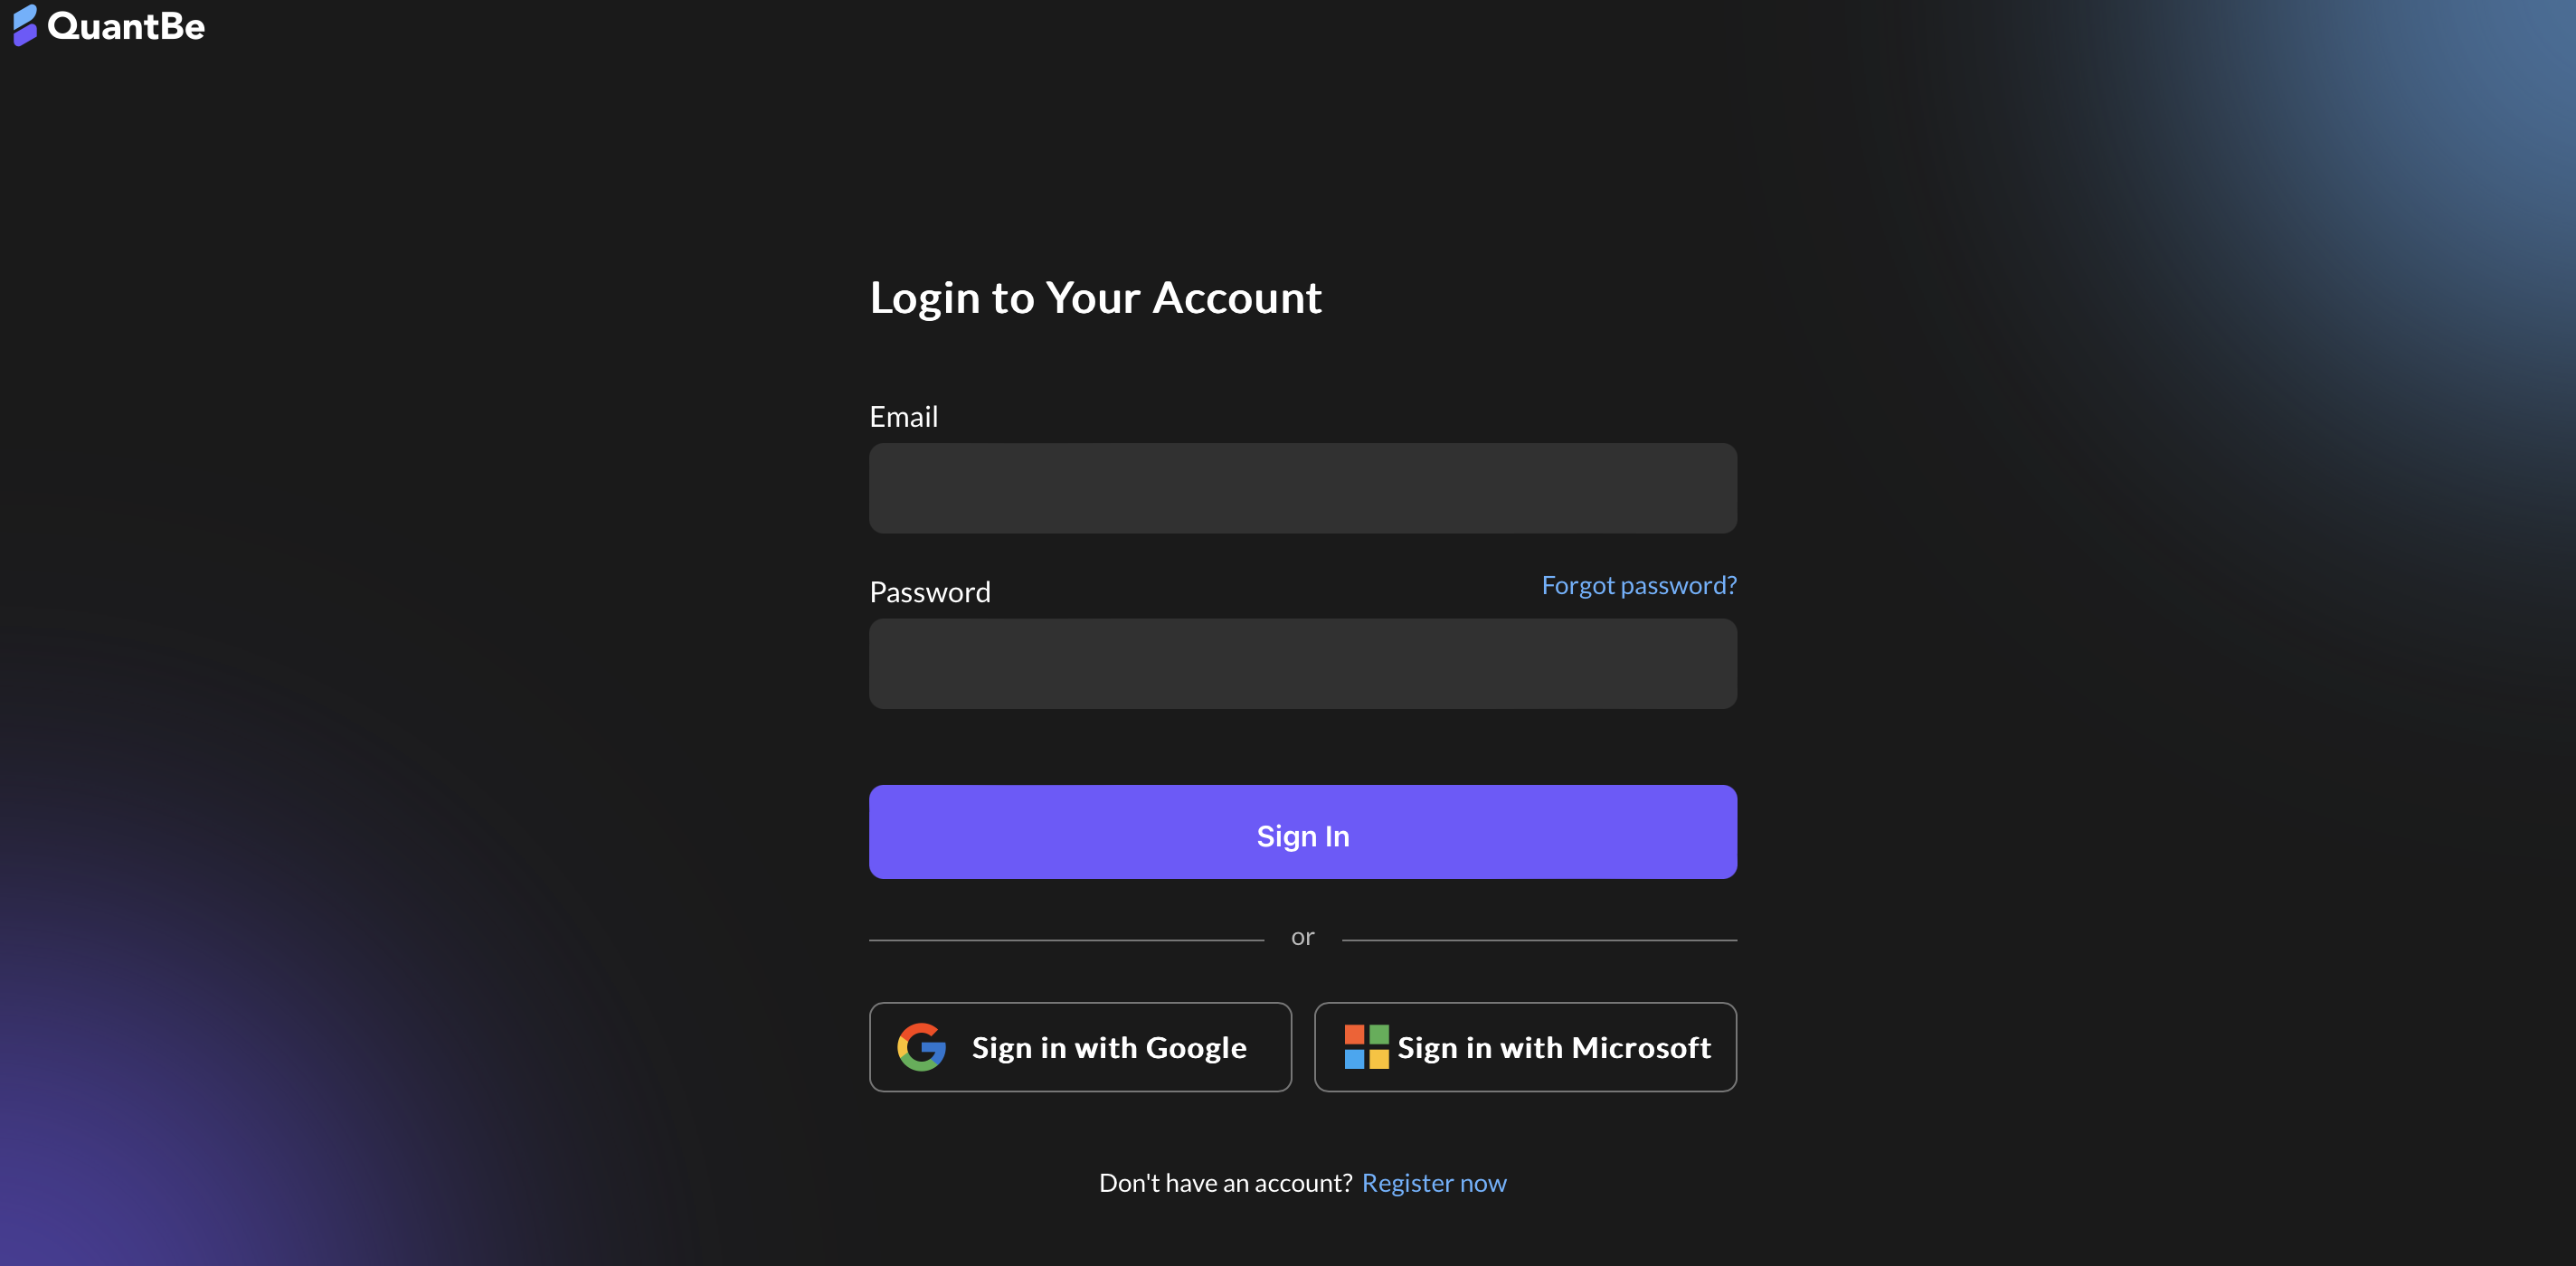 QuantBe
Login to Your Account
Email
Password
Forgot password?
Sign In
or
Sign in with Google
Sign in with Microsoft
Don't have an account? Register now